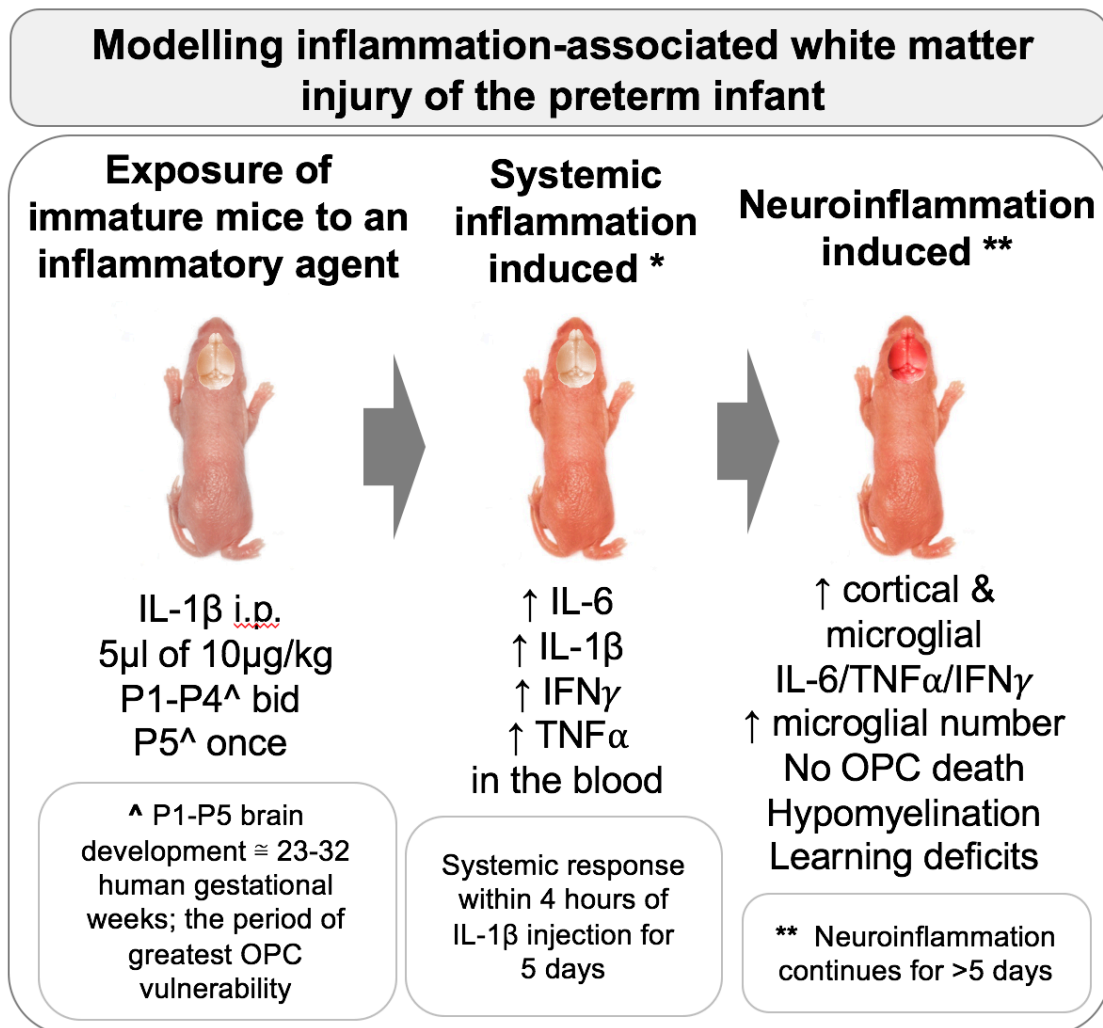 Modelling inflammation-associated white matter
injury of the preterm infant
Exposure of
immature mice to an
inflammatory agent
IL-1β i.p.
5µl of 10µg/kg
P1-P4^ bid
P5^ once
^ P1-P5 brain
development ≅ 23-32
human gestational
weeks; the period of
greatest OPC
vulnerability
Systemic
inflammation
induced *
↑ IL-6
↑ IL-1β
↑ IFNγ
↑ TNFα
in the blood
Systemic response
within 4 hours of
IL-1β injection for
5 days
Neuroinflammation
induced **
↑ cortical &
microglial
IL-6/TNFα/IFNγ
↑ microglial number
No OPC death
Hypomyelination
Learning deficits
** Neuroinflammation
continues for >5 days